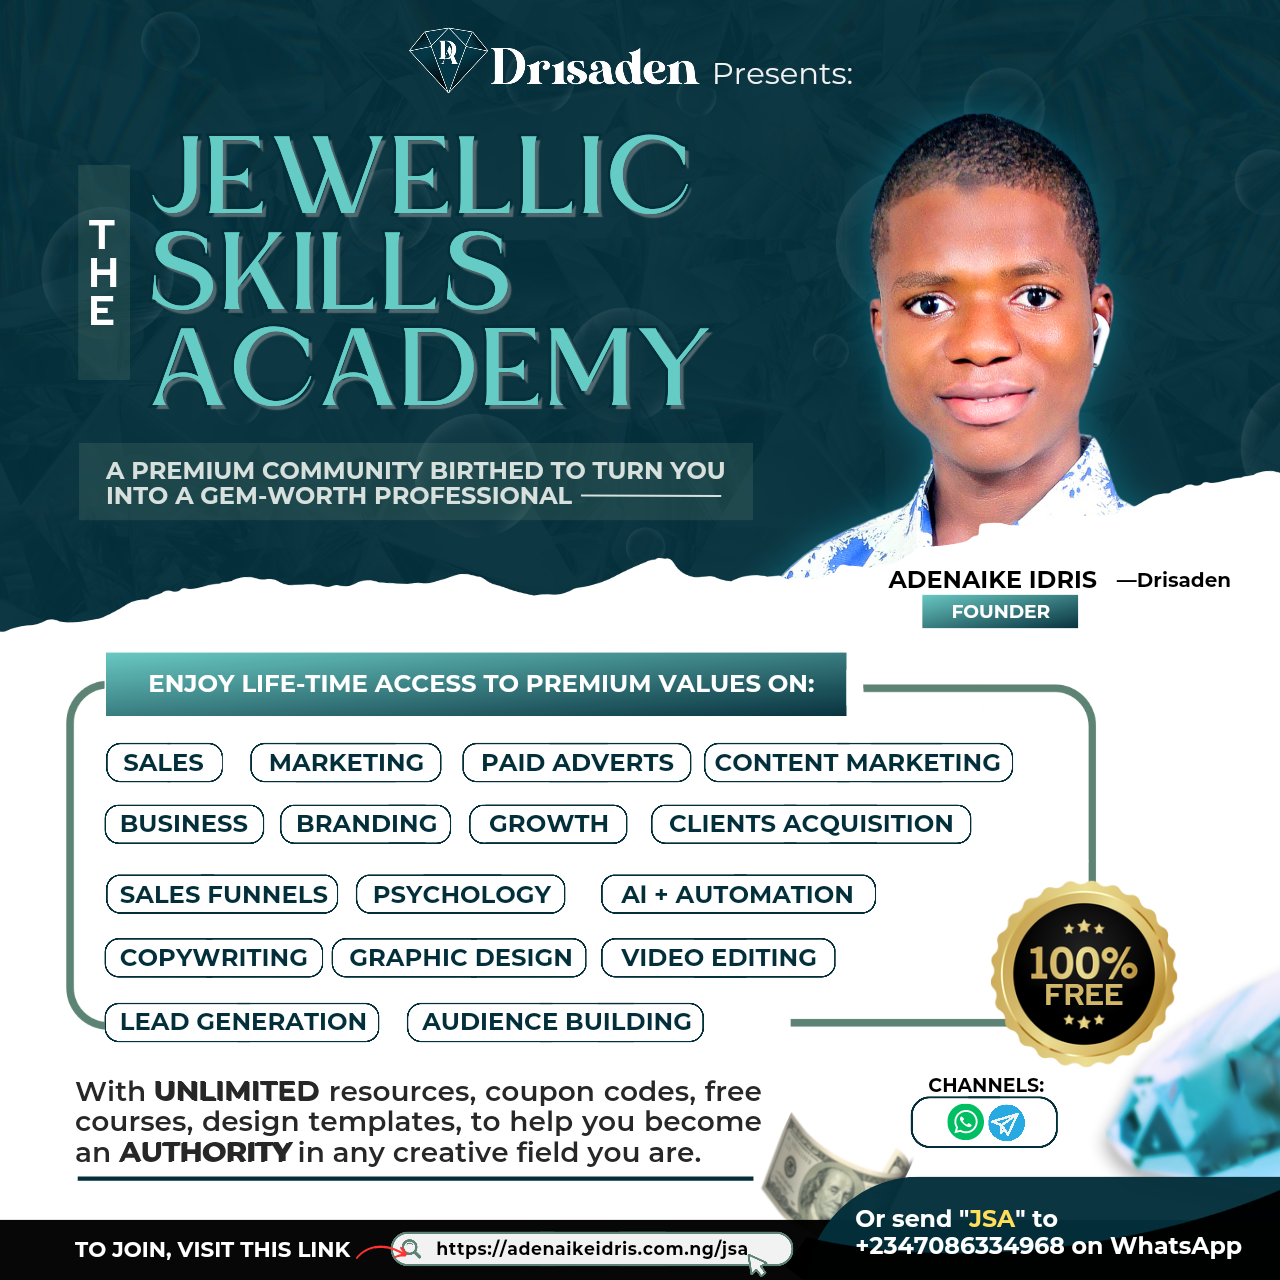 DA
Dr1saden Presents:
THE
JEWELLIC
SKILLS
ACADEMY
A PREMIUM COMMUNITY BIRTHED TO TURN YOU
INTO A GEM-WORTH PROFESSIONAL
ADENAIKE IDRIS —Drisaden
FOUNDER
ENJOY LIFE-TIME ACCESS TO PREMIUM VALUES ON:
SALES MARKETING PAID ADVERTS CONTENT MARKETING
BUSINESS BRANDING GROWTH CLIENTS ACQUISITION
SALES FUNNELS PSYCHOLOGY AI + AUTOMATION
COPYWRITING GRAPHIC DESIGN VIDEO EDITING
LEAD GENERATION AUDIENCE BUILDING
100%
FREE
With UNLIMITED resources, coupon codes, free
courses, design templates, to help you become
an AUTHORITY in any creative field you are.
CHANNELS:
TO JOIN, VISIT THIS LINK https://adenaikeidris.com.ng/jsa
Or send "JSA" to
+2347086334968 on WhatsApp